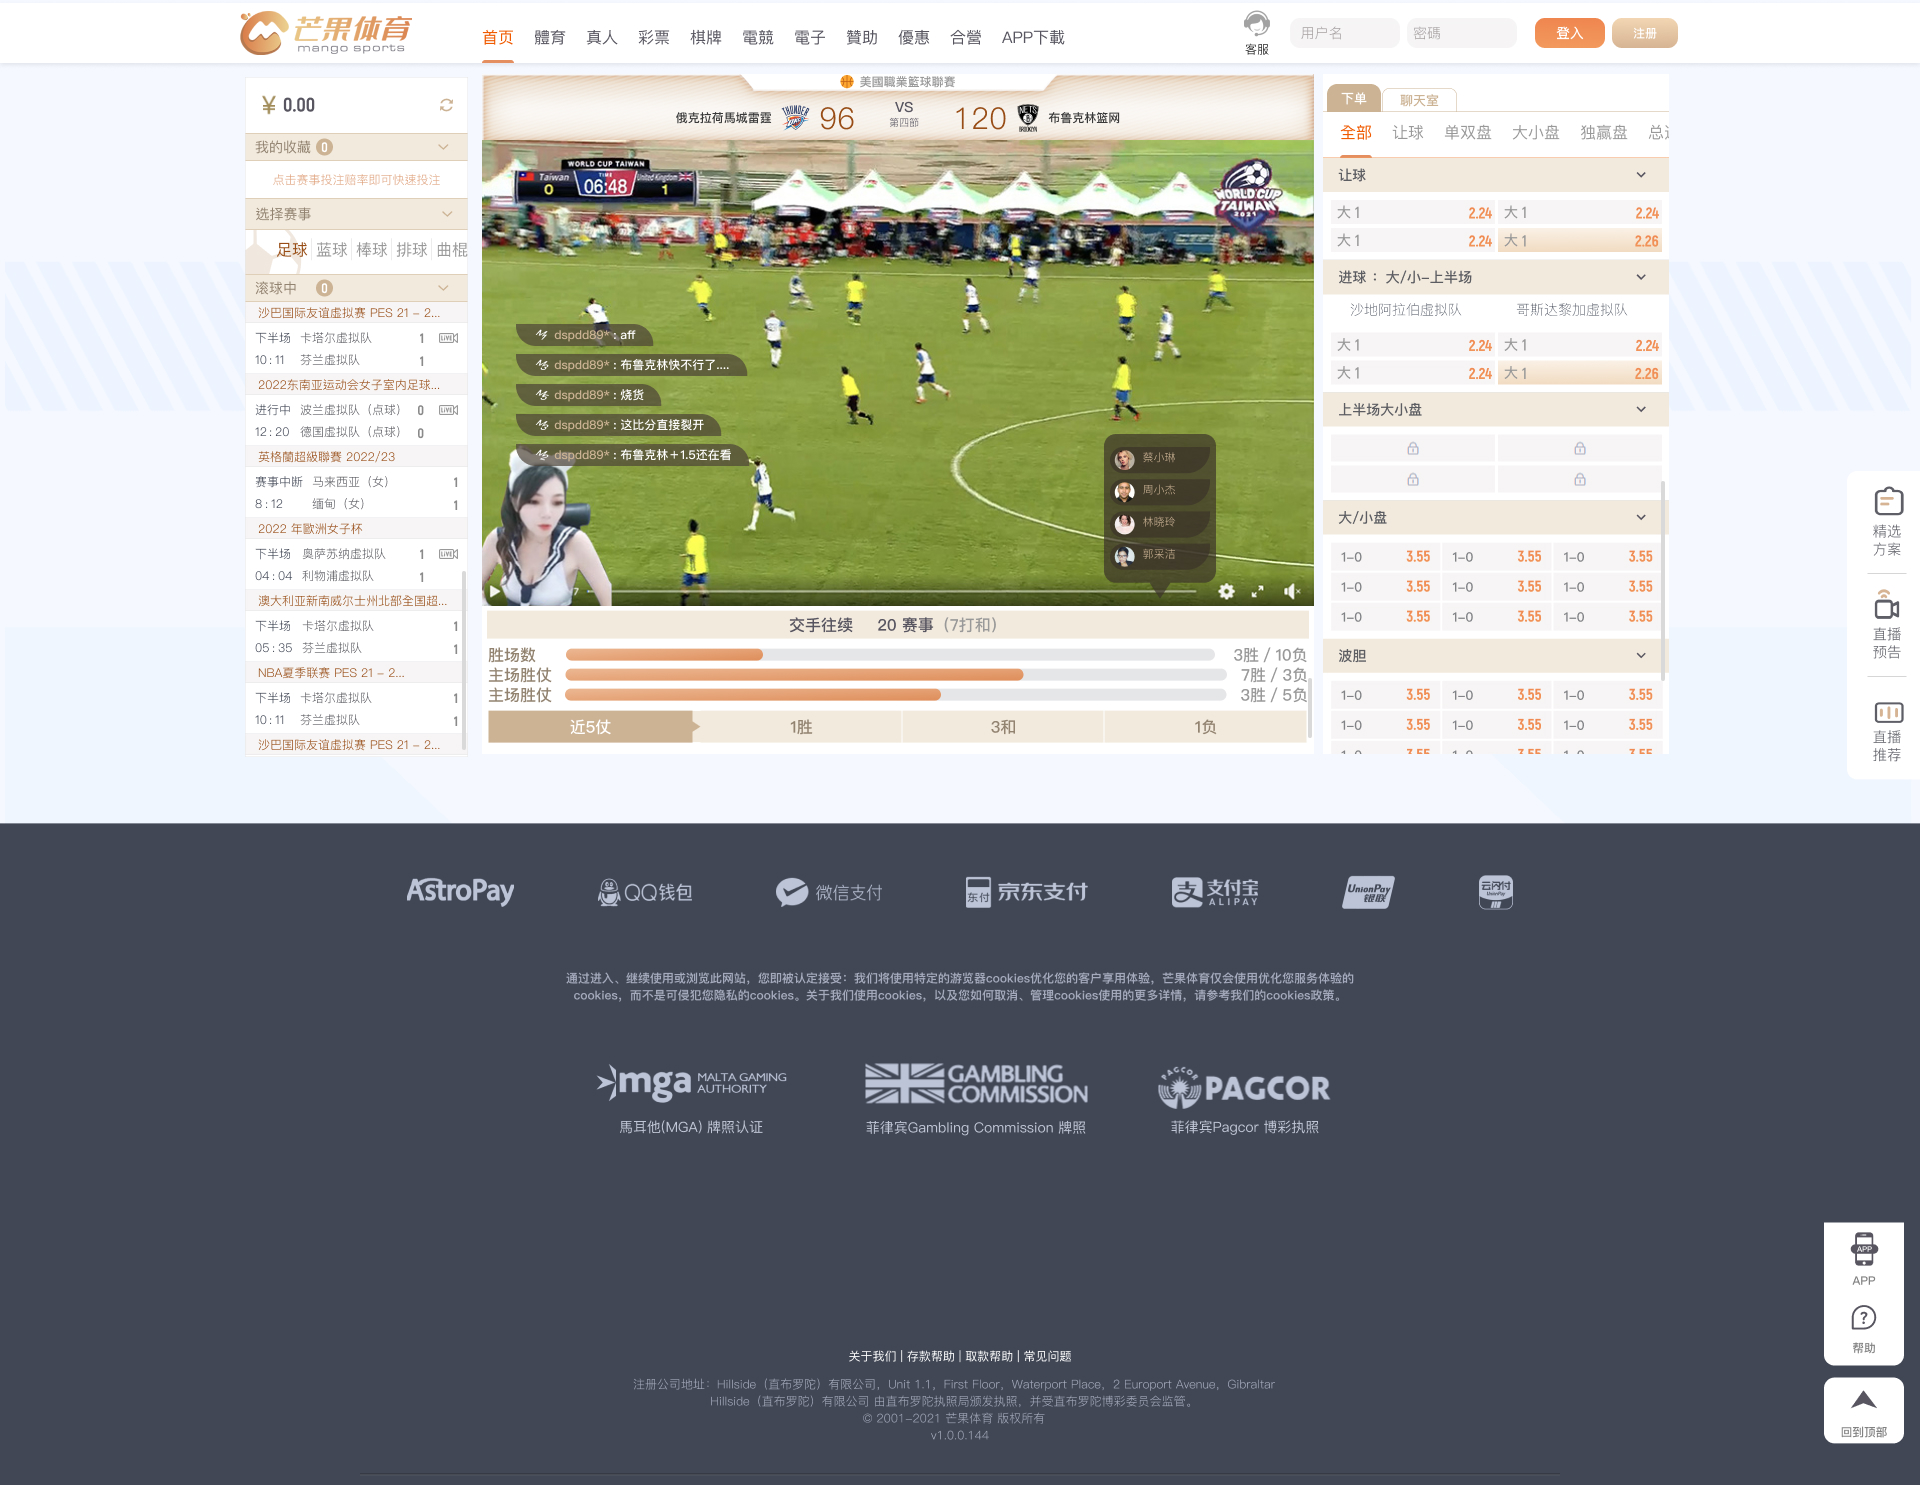 芒果体育
mango sports
首页 體育 真人 彩票 棋牌 電競 電子 贊助 優惠 合營 APP下載
客服
用户名
密碼
登入
注册
¥ 0.00
我的收藏 0
点击赛事投注赔率即可快速投注
选择赛事
足球 蓝球 棒球 排球 曲棍
滚球中 0
沙巴国际友谊虚拟赛 PES 21 - 2...
下半场 卡塔尔虚拟队 1 LIVE
10 : 11 芬兰虚拟队 1
2022东南亚运动会女子室内足球...
进行中 波兰虚拟队（点球） 0 LIVE
12 : 20 德国虚拟队（点球） 0
英格蘭超級聯賽 2022/23
赛事中断 马来西亚（女） 1
8 : 12 缅甸（女） 1
2022 年歐洲女子杯
下半场 奥萨苏纳虚拟队 1 LIVE
04 : 04 利物浦虚拟队 1
澳大利亚新南威尔士州北部全国超...
下半场 卡塔尔虚拟队 1
05 : 35 芬兰虚拟队 1
NBA夏季联赛 PES 21 - 2...
下半场 卡塔尔虚拟队 1
10 : 11 芬兰虚拟队 1
沙巴国际友谊虚拟赛 PES 21 - 2...
美國職業籃球聯賽
俄克拉荷馬城雷霆 THUNDER 96 VS 120 NETS 布鲁克林篮网
第四節
BROOKLYN
WORLD CUP TAIWAN
Taiwan TIME United Kingdom
0 06:48 1
WORLD CUP
TAIWAN
2021
dspdd89* : aff
dspdd89* : 布鲁克林快不行了....
dspdd89* : 烧货
dspdd89* : 这比分直接裂开
dspdd89* : 布鲁克林＋1.5还在看
蔡小琳
周小杰
林晓玲
郭采洁
7
交手往续 20 赛事（7打和）
胜场数 3胜 / 10负
主场胜仗 7胜 / 3负
主场胜仗 3胜 / 5负
近5仗 1胜 3和 1负
下单 聊天室
全部 让球 单双盘 大小盘 独赢盘
让球
大 1 2.24 大 1 2.24
大 1 2.24 大 1 2.26
进球 ：大/小-上半场
沙地阿拉伯虚拟队 哥斯达黎加虚拟队
大 1 2.24 大 1 2.24
大 1 2.24 大 1 2.26
上半场大小盘
大/小盘
1-0 3.55 1-0 3.55 1-0 3.55
1-0 3.55 1-0 3.55 1-0 3.55
1-0 3.55 1-0 3.55 1-0 3.55
波胆
1-0 3.55 1-0 3.55 1-0 3.55
1-0 3.55 1-0 3.55 1-0 3.55
1-0 3.55 1-0 3.55 1-0 3.55
精选
方案
直播
预告
直播
推荐
AstroPay QQ钱包 微信支付 东付 京东支付 支 支付宝 ALIPAY UnionPay 银联 云闪付 UnionPay
通过进入、继续使用或浏览此网站，您即被认定接受：我们将使用特定的游览器cookies优化您的客户享用体验，芒果体育仅会使用优化您服务体验的
cookies，而不是可侵犯您隐私的cookies。关于我们使用cookies，以及您如何取消、管理cookies使用的更多详情，请参考我们的cookies政策。
mga MALTA GAMING AUTHORITY
GAMBLING COMMISSION
PAGCOR PAGCOR
馬耳他(MGA) 牌照认证
菲律宾Gambling Commission 牌照
菲律宾Pagcor 博彩执照
APP
APP
?
帮助
回到顶部
关于我们 | 存款帮助 | 取款帮助 | 常见问题
注册公司地址：Hillside（直布罗陀）有限公司，Unit 1.1，First Floor，Waterport Place，2 Europort Avenue，Gibraltar
Hillside（直布罗陀）有限公司 由直布罗陀执照局颁发执照，并受直布罗陀博彩委员会监管。
© 2001-2021 芒果体育 版权所有
v1.0.0.144